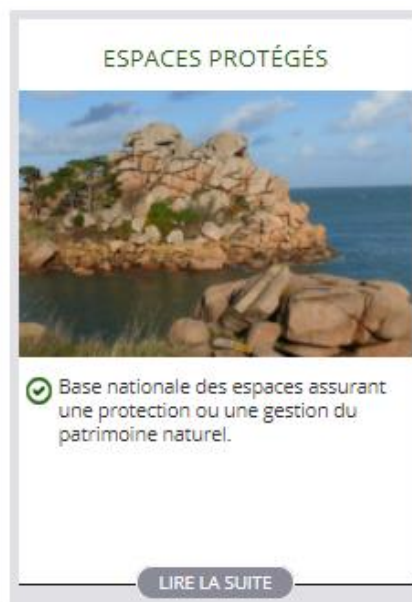 ESPACES PROTÉGÉS
Base nationale des espaces assurant
une protection ou une gestion du
patrimoine naturel.
LIRE LA SUITE